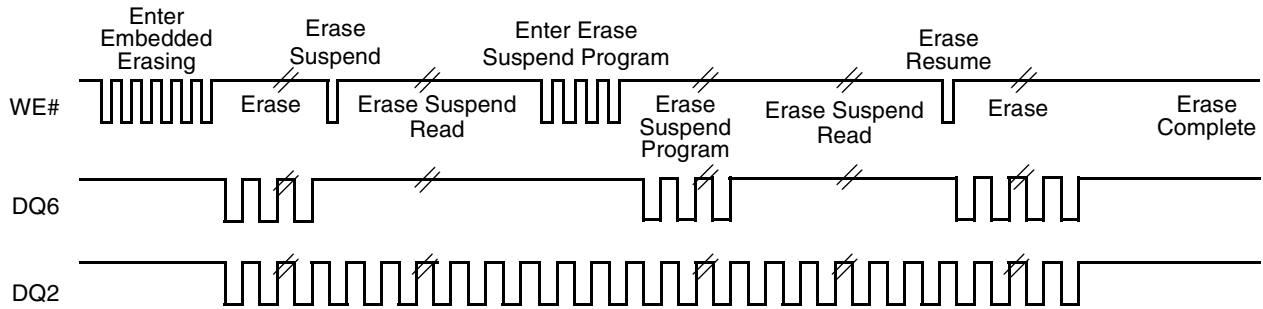 Enter
Embedded
Erasing
Erase
Suspend
Enter Erase
Suspend Program
Erase
Resume
WE#
Erase
Erase Suspend
Read
Erase
Suspend
Program
Erase Suspend
Read
Erase
Erase
Complete
DQ6
DQ2